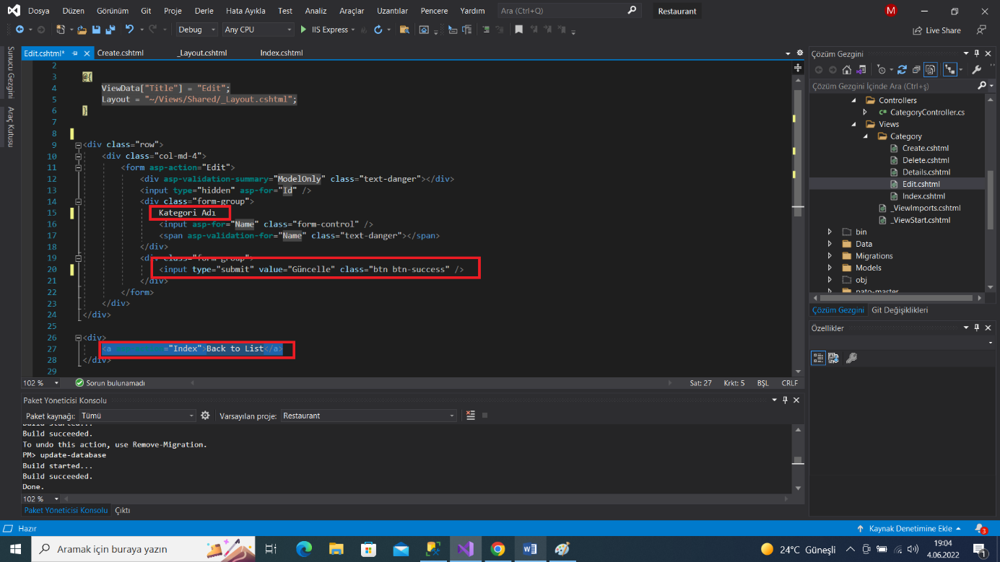 Dosya Düzen Görünüm Git Proje Derle Hata Ayıkla Test Analiz Araçlar Uzantılar Pencere Yardım Ara (Ctrl+Q) Restaurant M
Debug Any CPU IIS Express Live Share
Sunucu Gezgini
Araç Kutusu
Edit.cshtml* Create.cshtml _Layout.cshtml Index.cshtml
2
3 @{
4 ViewData["Title"] = "Edit";
5 Layout = "~/Views/Shared/_Layout.cshtml";
6 }
7
8
9 <div class="row">
10 <div class="col-md-4">
11 <form asp-action="Edit">
12 <div asp-validation-summary="ModelOnly" class="text-danger"></div>
13 <input type="hidden" asp-for="Id" />
14 <div class="form-group">
15 Kategori Adı
16 <input asp-for="Name" class="form-control" />
17 <span asp-validation-for="Name" class="text-danger"></span>
18 </div>
19 <div class="form-group">
20 <input type="submit" value="Güncelle" class="btn btn-success" />
21 </div>
22 </form>
23 </div>
24 </div>
25
26 <div>
27 <a asp-action="Index">Back to List</a>
28 </div>
29
102 % Sorun bulunamadı Sat: 27 Krkt: 5 BŞL CRLF
Paket Yöneticisi Konsolu
Paket kaynağı: Tümü Varsayılan proje: Restaurant
Build started...
Build succeeded.
To undo this action, use Remove-Migration.
PM> update-database
Build started...
Build succeeded.
Done.
102 %
Paket Yöneticisi Konsolu Çıktı
Çözüm Gezgini
Çözüm Gezgini İçinde Ara (Ctrl+ş)
Controllers
C# CategoryController.cs
Views
Category
Create.cshtml
Delete.cshtml
Details.cshtml
Edit.cshtml
Index.cshtml
_ViewImports.cshtml
_ViewStart.cshtml
bin
Data
Migrations
Models
obj
pato-master
Çözüm Gezgini Git Değişiklikleri
Özellikler
Hazır Kaynak Denetimine Ekle 3
Aramak için buraya yazın 24°C Güneşli 19:04
4.06.2022 1